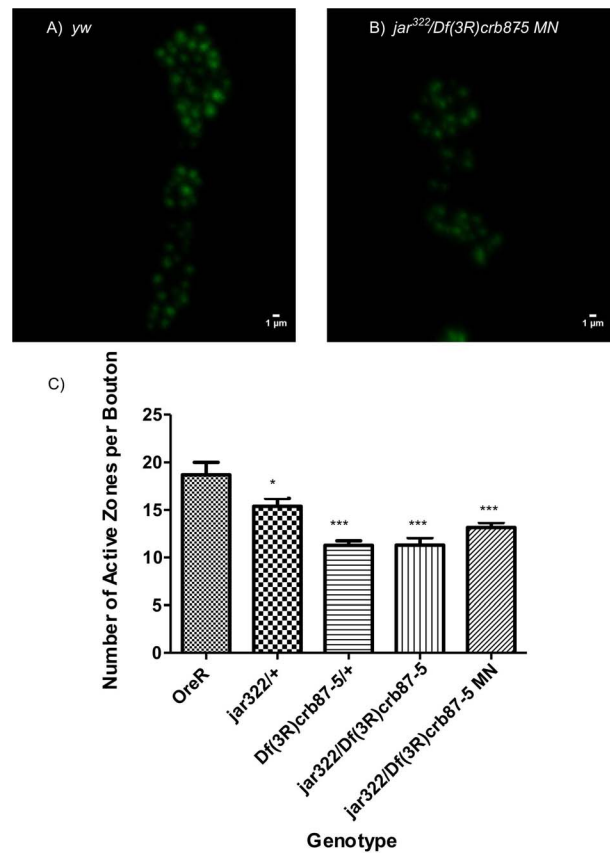 A) yw
B) jar322/Df(3R)crb875 MN
1 µm
1 µm
C)
Number of Active Zones per Bouton
25
20
15
10
5
0
*
***
***
***
OreR
jar322/+
Df(3R)crb87-5/+
jar322/Df(3R)crb87-5
jar322/Df(3R)crb87-5 MN
Genotype